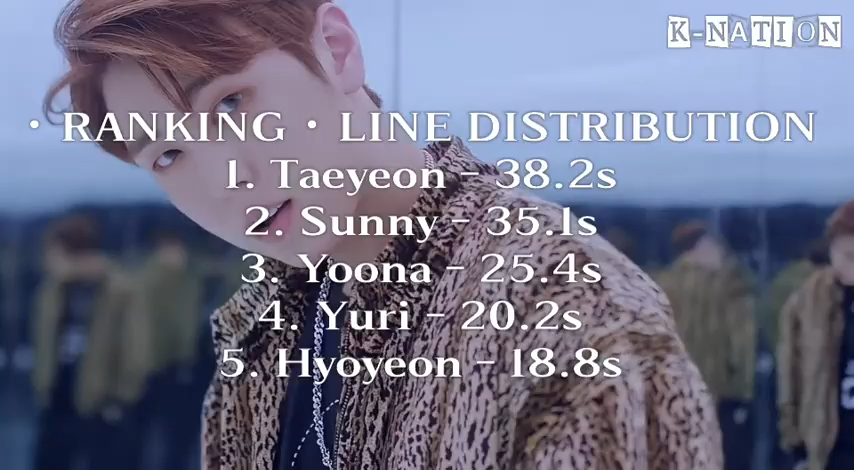 K-NATION
• RANKING • LINE DISTRIBUTION
1. Taeyeon - 38.2s
2. Sunny - 35.1s
3. Yoona - 25.4s
4. Yuri - 20.2s
5. Hyoyeon - 18.8s